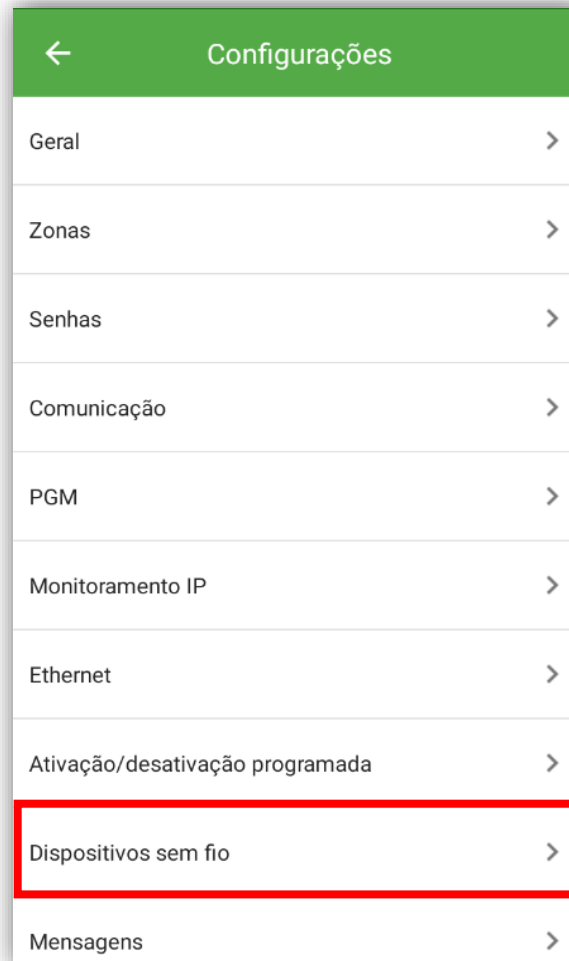 Configurações
Geral
Zonas
Senhas
Comunicação
PGM
Monitoramento IP
Ethernet
Ativação/desativação programada
Dispositivos sem fio
Mensagens